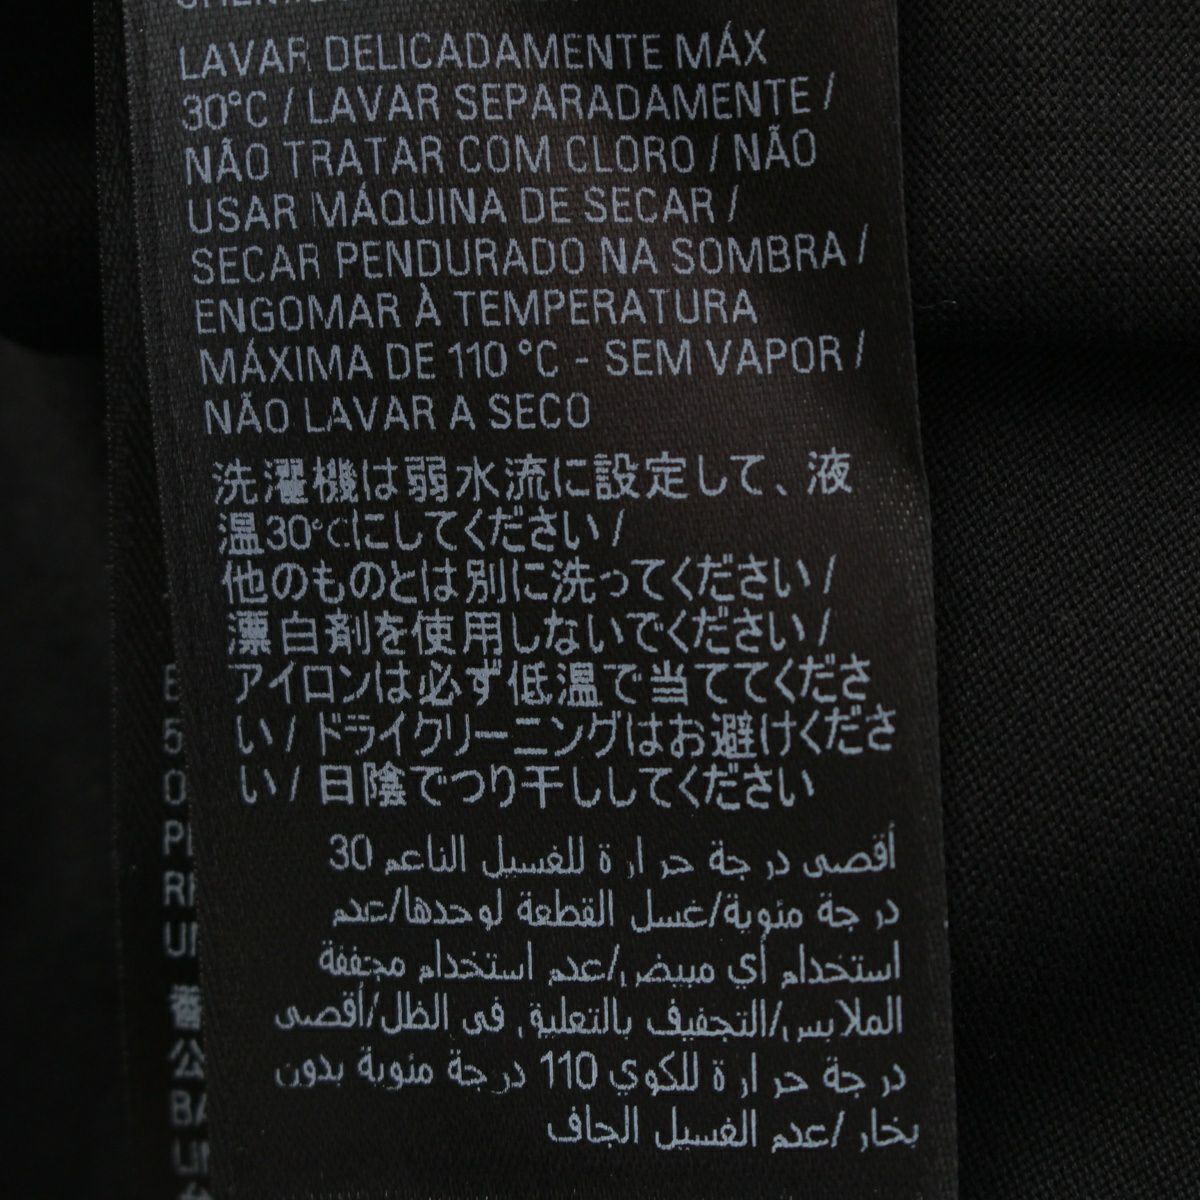 LAVAR DELICADAMENTE MÁX
30°C / LAVAR SEPARADAMENTE /
NÃO TRATAR COM CLORO / NÃO
USAR MÁQUINA DE SECAR /
SECAR PENDURADO NA SOMBRA /
ENGOMAR À TEMPERATURA
MÁXIMA DE 110 °C - SEM VAPOR /
NÃO LAVAR A SECO
洗濯機は弱水流に設定して、液
温30℃にしてください /
他のものとは別に洗ってください /
漂白剤を使用しないでください /
アイロンは必ず低温で当ててくださ
い / ドライクリーニングはお避けくださ
い / 日陰でつり干ししてください
أقصى درجة حرارة للغسيل الناعم 30
درجة مئوية/غسل القطعة لوحدها/عدم
استخدام أي مبيض/عدم استخدام مجففة
الملابس/التجفيف بالتعليق في الظل/أقصى
درجة حرارة للكوي 110 درجة مئوية بدون
بخار/عدم الغسيل الجاف
5
O
公